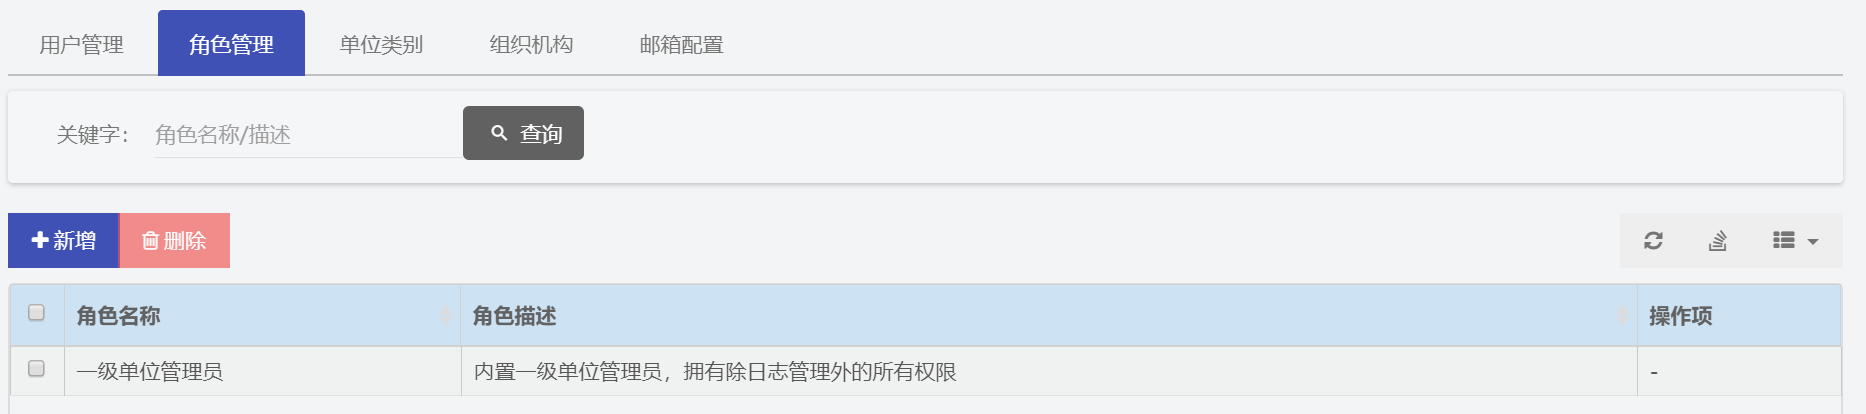 用户管理 角色管理 单位类别 组织机构 邮箱配置
关键字： 角色名称/描述 查询
新增 删除
角色名称 角色描述 操作项
一级单位管理员 内置一级单位管理员，拥有除日志管理外的所有权限 -